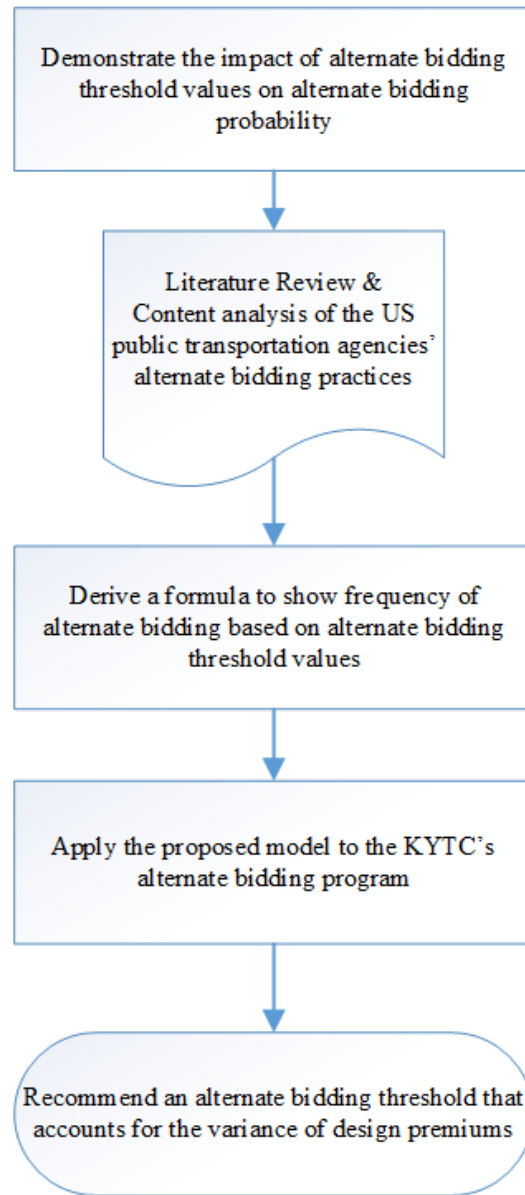 Demonstrate the impact of alternate bidding
threshold values on alternate bidding
probability
Literature Review &
Content analysis of the US
public transportation agencies’
alternate bidding practices
Derive a formula to show frequency of
alternate bidding based on alternate bidding
threshold values
Apply the proposed model to the KYTC’s
alternate bidding program
Recommend an alternate bidding threshold that
accounts for the variance of design premiums